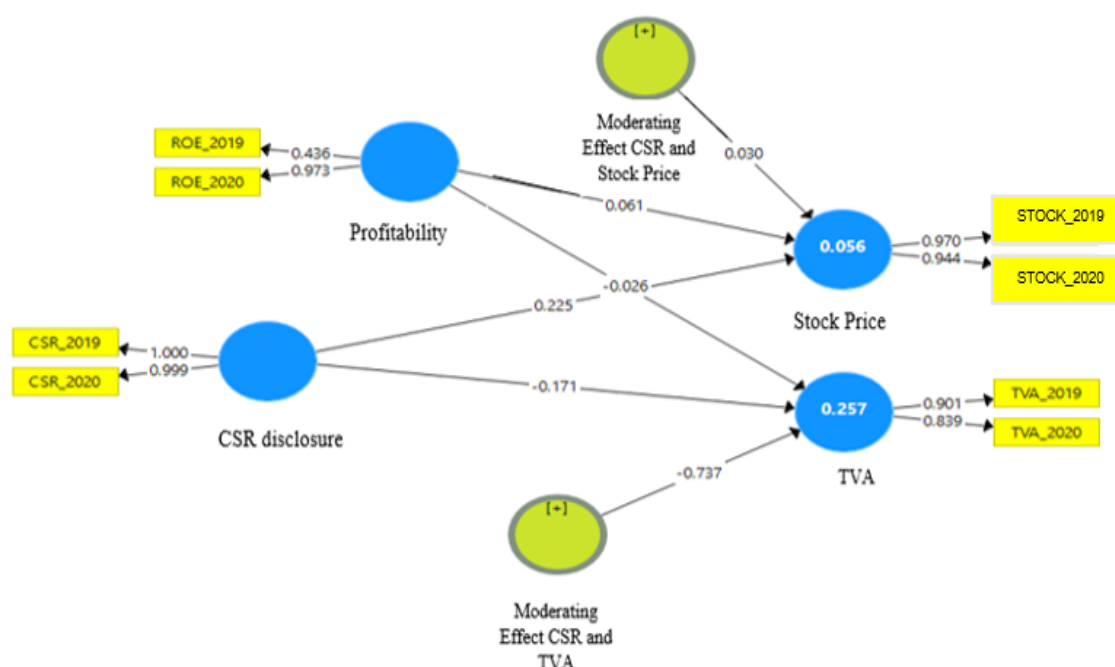 [+]
Moderating
Effect CSR and
Stock Price
0.030
ROE_2019
0.436
ROE_2020
0.973
Profitability
0.061
STOCK_2019
0.970
0.056
0.944
STOCK_2020
Stock Price
-0.026
0.225
CSR_2019
1.000
CSR_2020
0.999
CSR disclosure
-0.171
TVA_2019
0.901
0.257
0.839
TVA_2020
TVA
-0.737
[+]
Moderating
Effect CSR and
TVA